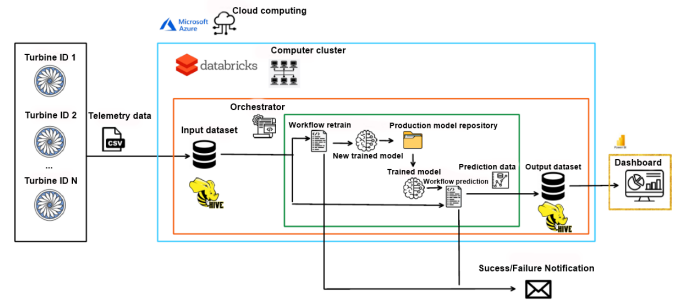 Microsoft
Azure
Cloud computing
Turbine ID 1
Turbine ID 2
...
Turbine ID N
Telemetry data
CSV
databricks
Computer cluster
Orchestrator
Input dataset
HIVE
Workflow retrain
New trained model
Production model repository
Trained model
Workflow prediction
Prediction data
Output dataset
HIVE
Dashboard
Sucess/Failure Notification